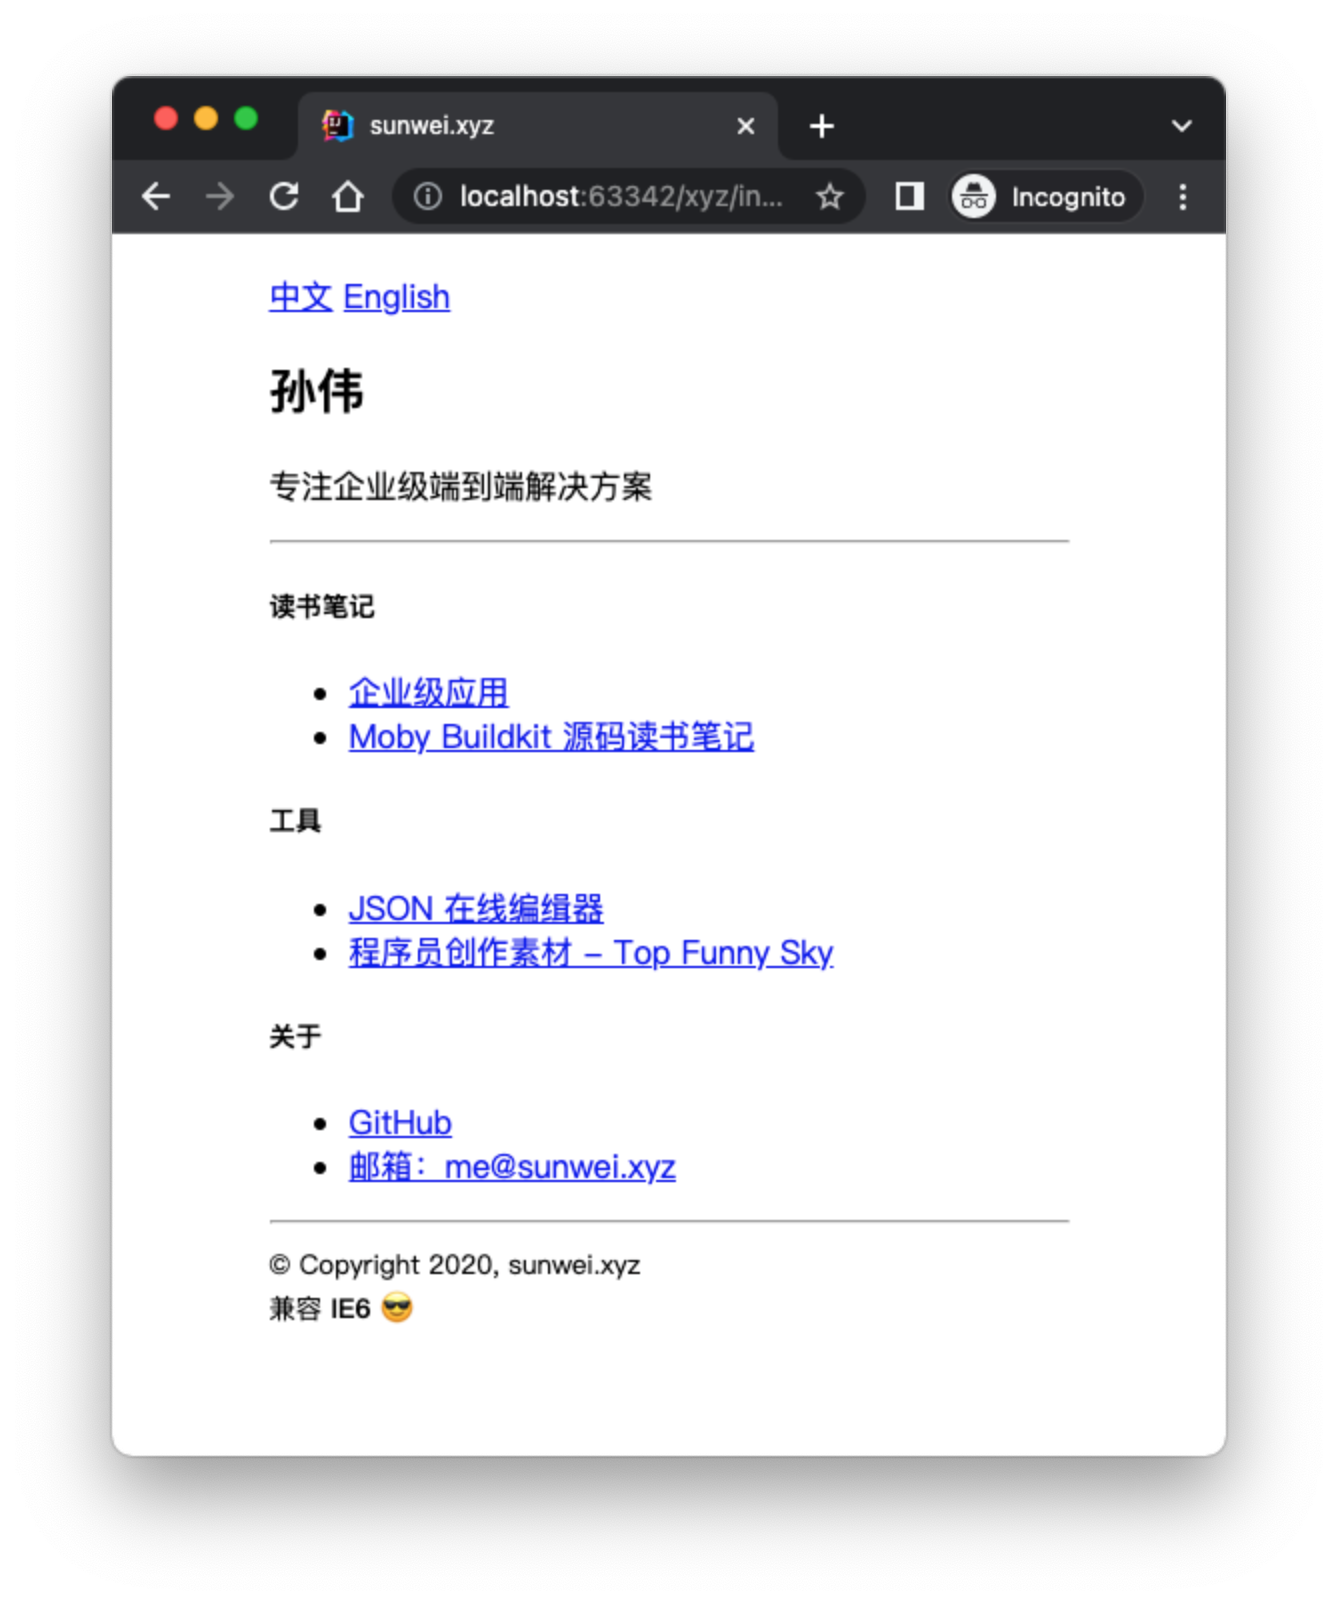 sunwei.xyz
localhost:63342/xyz/in... Incognito
中文 English
孙伟
专注企业级端到端解决方案
读书笔记
企业级应用
Moby Buildkit 源码读书笔记
工具
JSON 在线编缉器
程序员创作素材 – Top Funny Sky
关于
GitHub
邮箱：me@sunwei.xyz
© Copyright 2020, sunwei.xyz
兼容 IE6 😎